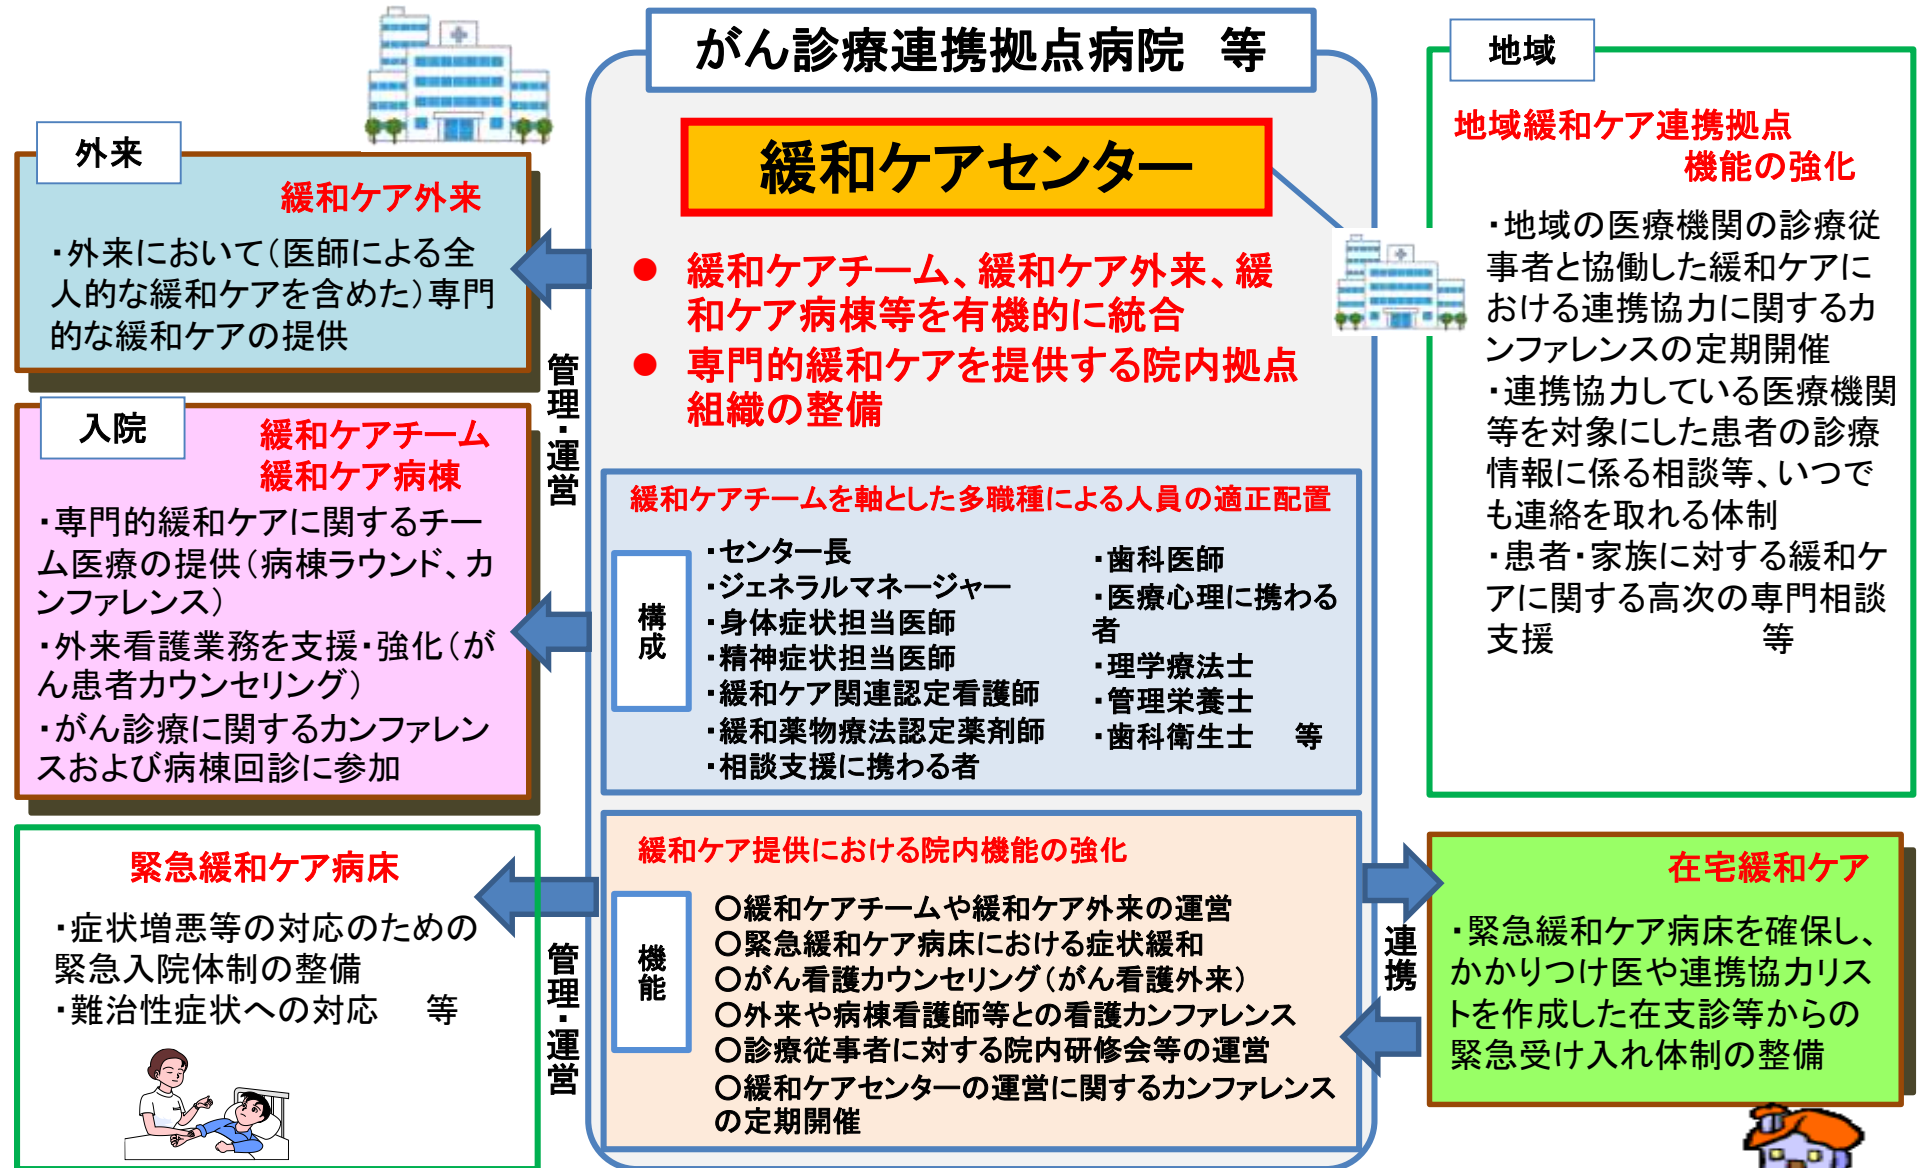 がん診療連携拠点病院　等
緩和ケアセンター
● 緩和ケアチーム、緩和ケア外来、緩
和ケア病棟等を有機的に統合
● 専門的緩和ケアを提供する院内拠点
組織の整備
外来
緩和ケア外来
・外来において（医師による全
人的な緩和ケアを含めた）専門
的な緩和ケアの提供
管理・運営
入院
緩和ケアチーム
緩和ケア病棟
・専門的緩和ケアに関するチー
ム医療の提供（病棟ラウンド、カ
ンファレンス）
・外来看護業務を支援・強化（が
ん患者カウンセリング）
・がん診療に関するカンファレン
スおよび病棟回診に参加
緩和ケアチームを軸とした多職種による人員の適正配置
構成
・センター長
・ジェネラルマネージャー
・身体症状担当医師
・精神症状担当医師
・緩和ケア関連認定看護師
・緩和薬物療法認定薬剤師
・相談支援に携わる者
・歯科医師
・医療心理に携わる
者
・理学療法士
・管理栄養士
・歯科衛生士　等
緊急緩和ケア病床
・症状増悪等の対応のための
緊急入院体制の整備
・難治性症状への対応　等
管理・運営
緩和ケア提供における院内機能の強化
機能
○緩和ケアチームや緩和ケア外来の運営
○緊急緩和ケア病床における症状緩和
○がん看護カウンセリング（がん看護外来）
○外来や病棟看護師等との看護カンファレンス
○診療従事者に対する院内研修会等の運営
○緩和ケアセンターの運営に関するカンファレンス
の定期開催
地域
地域緩和ケア連携拠点
機能の強化
・地域の医療機関の診療従
事者と協働した緩和ケアに
おける連携協力に関するカ
ンファレンスの定期開催
・連携協力している医療機関
等を対象にした患者の診療
情報に係る相談等、いつで
も連絡を取れる体制
・患者・家族に対する緩和ケ
アに関する高次の専門相談
支援　等
連携
在宅緩和ケア
・緊急緩和ケア病床を確保し、
かかりつけ医や連携協力リス
トを作成した在支診等からの
緊急受け入れ体制の整備